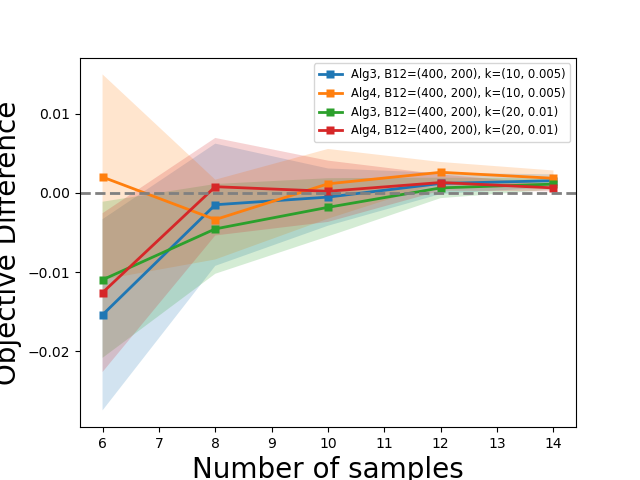 Alg3, B12=(400, 200), k=(10, 0.005)
Alg4, B12=(400, 200), k=(10, 0.005)
Alg3, B12=(400, 200), k=(20, 0.01)
Alg4, B12=(400, 200), k=(20, 0.01)
Objective Difference
0.01
0.00
−0.01
−0.02
6 7 8 9 10 11 12 13 14
Number of samples